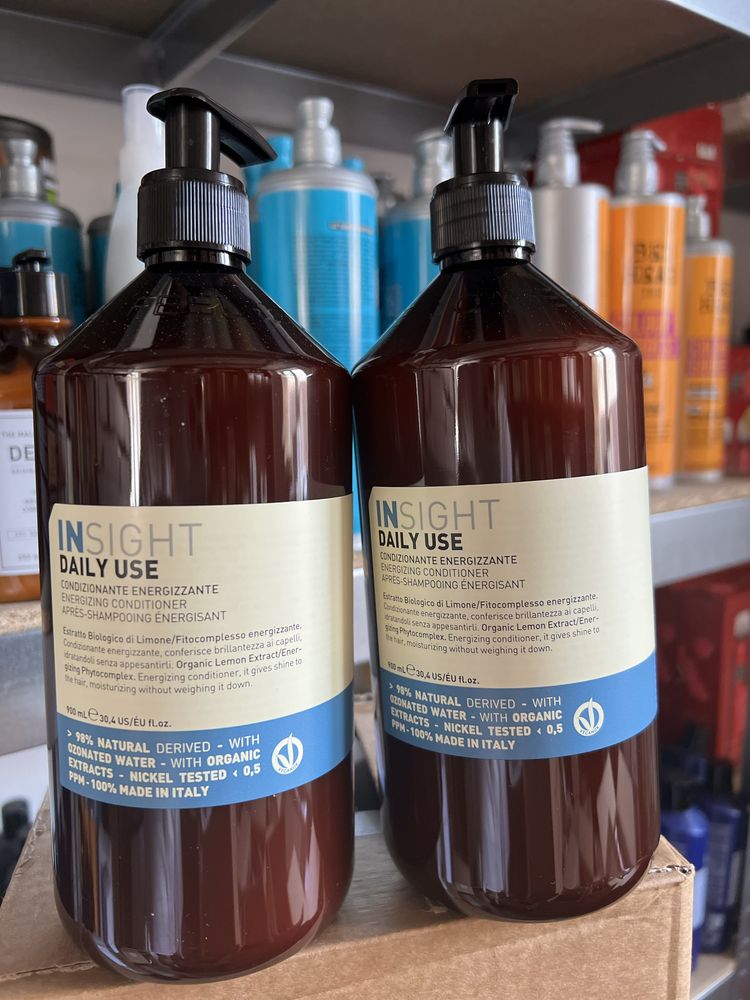 INSIGHT
DAILY USE
CONDIZIONANTE ENERGIZZANTE
ENERGIZING CONDITIONER
APRÈS-SHAMPOOING ÉNERGISANT
Estratto Biologico di Limone/Fitocomplesso energizzante.
Condizionante energizzante, conferisce brillantezza ai capelli,
idratandoli senza appesantirli. Organic Lemon Extract/Ener-
gizing Phytocomplex. Energizing conditioner, it gives shine to
the hair, moisturizing without weighing it down.
900 mL ℮ 30,4 US/ÉU fl.oz.
> 98% NATURAL DERIVED - WITH
OZONATED WATER - WITH ORGANIC
EXTRACTS - NICKEL TESTED < 0,5
PPM - 100% MADE IN ITALY
INSIGHT
DAILY USE
CONDIZIONANTE ENERGIZZANTE
ENERGIZING CONDITIONER
APRÈS-SHAMPOOING ÉNERGISANT
Estratto Biologico di Limone/Fitocomplesso energizzante.
Condizionante energizzante, conferisce brillantezza ai capelli,
idratandoli senza appesantirli. Organic Lemon Extract/Ener-
gizing Phytocomplex. Energizing conditioner, it gives shine to
the hair, moisturizing without weighing it down.
900 mL ℮ 30,4 US/ÉU fl.oz.
> 98% NATURAL DERIVED - WITH
OZONATED WATER - WITH ORGANIC
EXTRACTS - NICKEL TESTED < 0,5
PPM - 100% MADE IN ITALY